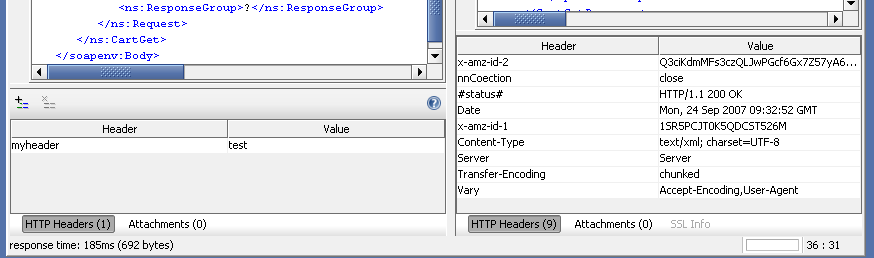 <ns:ResponseGroup>?</ns:ResponseGroup>
</ns:Request>
</ns:CartGet>
</soapenv:Body>
Header Value
myheader test
HTTP Headers (1) Attachments (0)
response time: 185ms (692 bytes)
Header Value
x-amz-id-2 Q3ciKdmMFs3czQLJwPGcf6Gx7Z57yA6...
nnCoection close
#status# HTTP/1.1 200 OK
Date Mon, 24 Sep 2007 09:32:52 GMT
x-amz-id-1 1SR5PCJT0K5QDCST526M
Content-Type text/xml; charset=UTF-8
Server Server
Transfer-Encoding chunked
Vary Accept-Encoding,User-Agent
HTTP Headers (9) Attachments (0) SSL Info
36 : 31